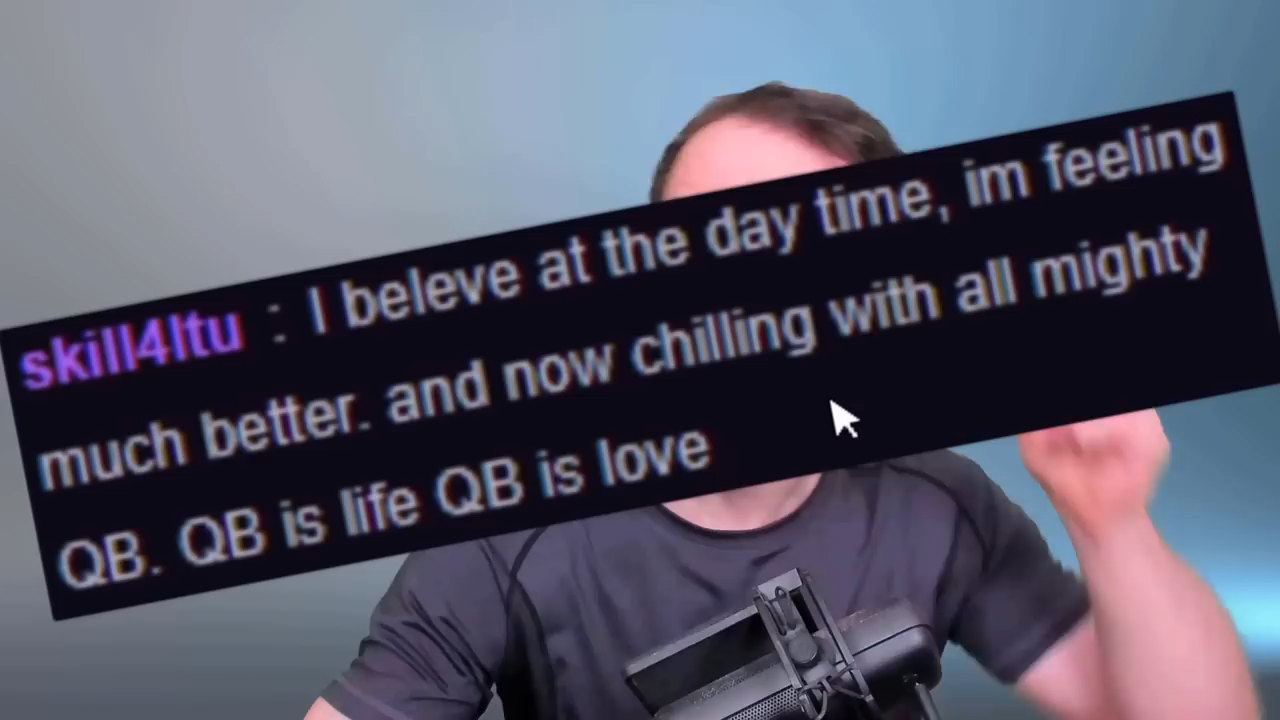 skill4ltu : I beleve at the day time, im feeling
much better. and now chilling with all mighty
QB. QB is life QB is love